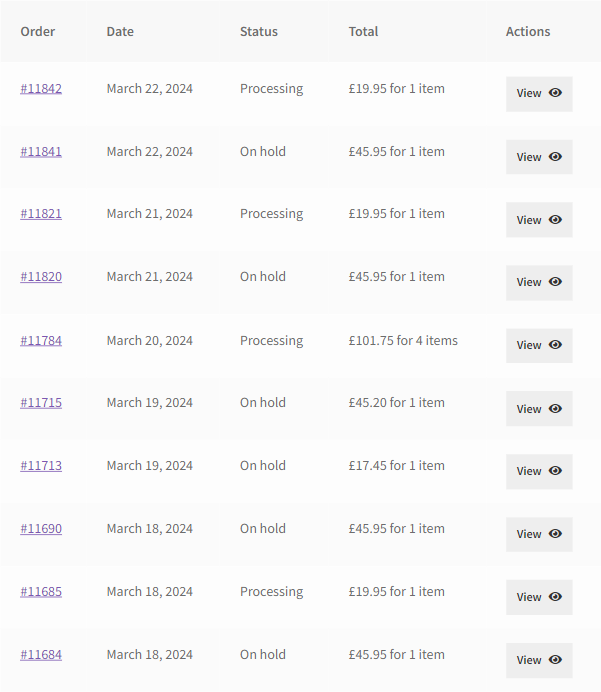 Order Date Status Total Actions
#11842 March 22, 2024 Processing £19.95 for 1 item View
#11841 March 22, 2024 On hold £45.95 for 1 item View
#11821 March 21, 2024 Processing £19.95 for 1 item View
#11820 March 21, 2024 On hold £45.95 for 1 item View
#11784 March 20, 2024 Processing £101.75 for 4 items View
#11715 March 19, 2024 On hold £45.20 for 1 item View
#11713 March 19, 2024 On hold £17.45 for 1 item View
#11690 March 18, 2024 On hold £45.95 for 1 item View
#11685 March 18, 2024 Processing £19.95 for 1 item View
#11684 March 18, 2024 On hold £45.95 for 1 item View